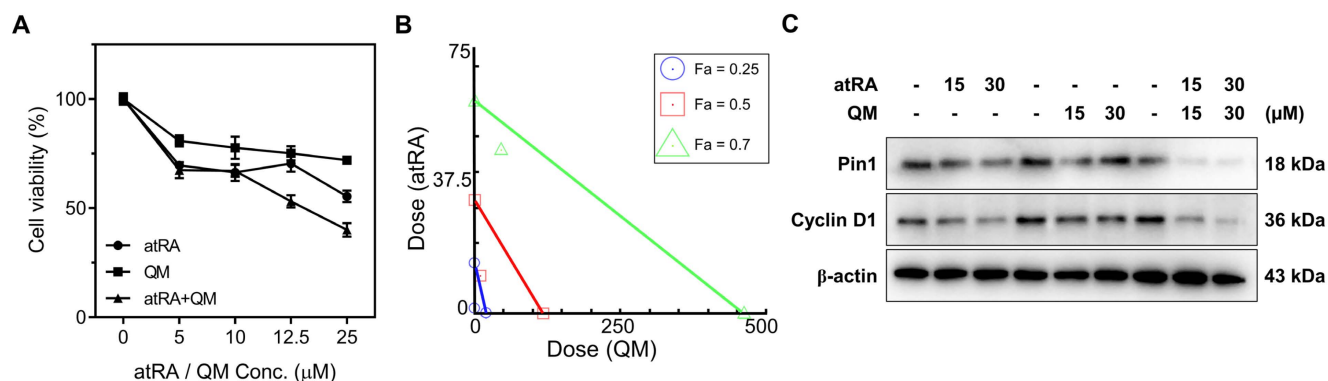 A
Cell viability (%)
100
50
0
atRA
QM
atRA+QM
0 5 10 12.5 25
atRA / QM Conc. (μM)
B
Dose (atRA)
75
37.5
0
Fa = 0.25
Fa = 0.5
Fa = 0.7
0 250 500
Dose (QM)
C
atRA - 15 30 - - - - 15 30
QM - - - - 15 30 - 15 30 (μM)
Pin1 18 kDa
Cyclin D1 36 kDa
β-actin 43 kDa